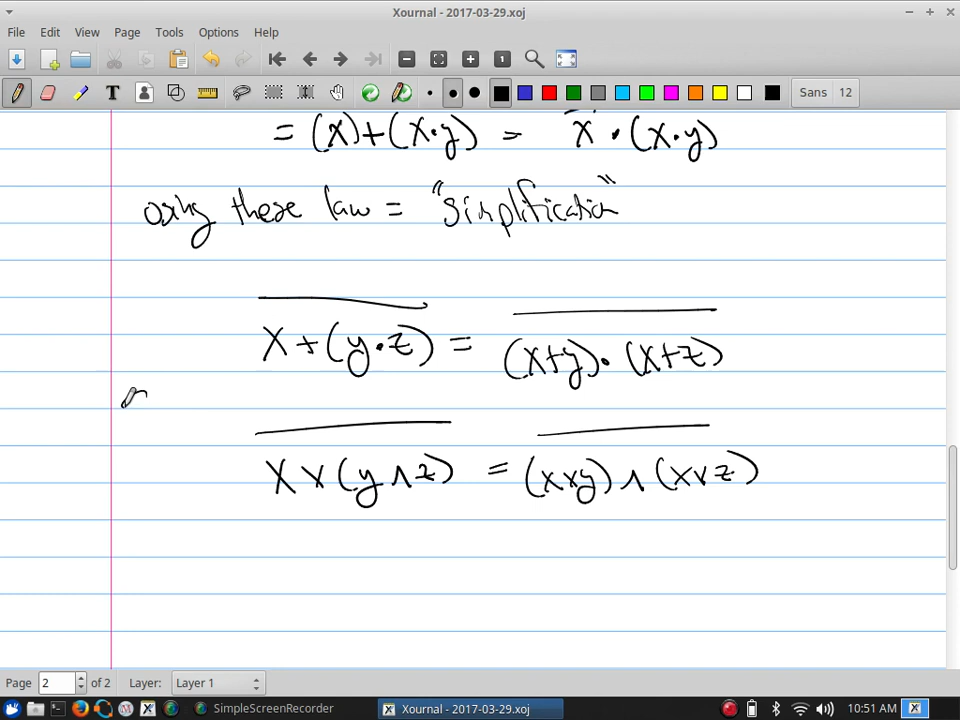 Xournal - 2017-03-29.xoj
File Edit View Page Tools Options Help
Sans 12
= (x)+(x·y) = x̄·(x·y)
using these law = "simplification"
x+(y·z) = (x+y)·(x+z)
x∨(y∧z) = (x∨y)∧(x∨z)
Page 2 of 2 Layer: Layer 1
SimpleScreenRecorder Xournal - 2017-03-29.xoj 10:51 AM